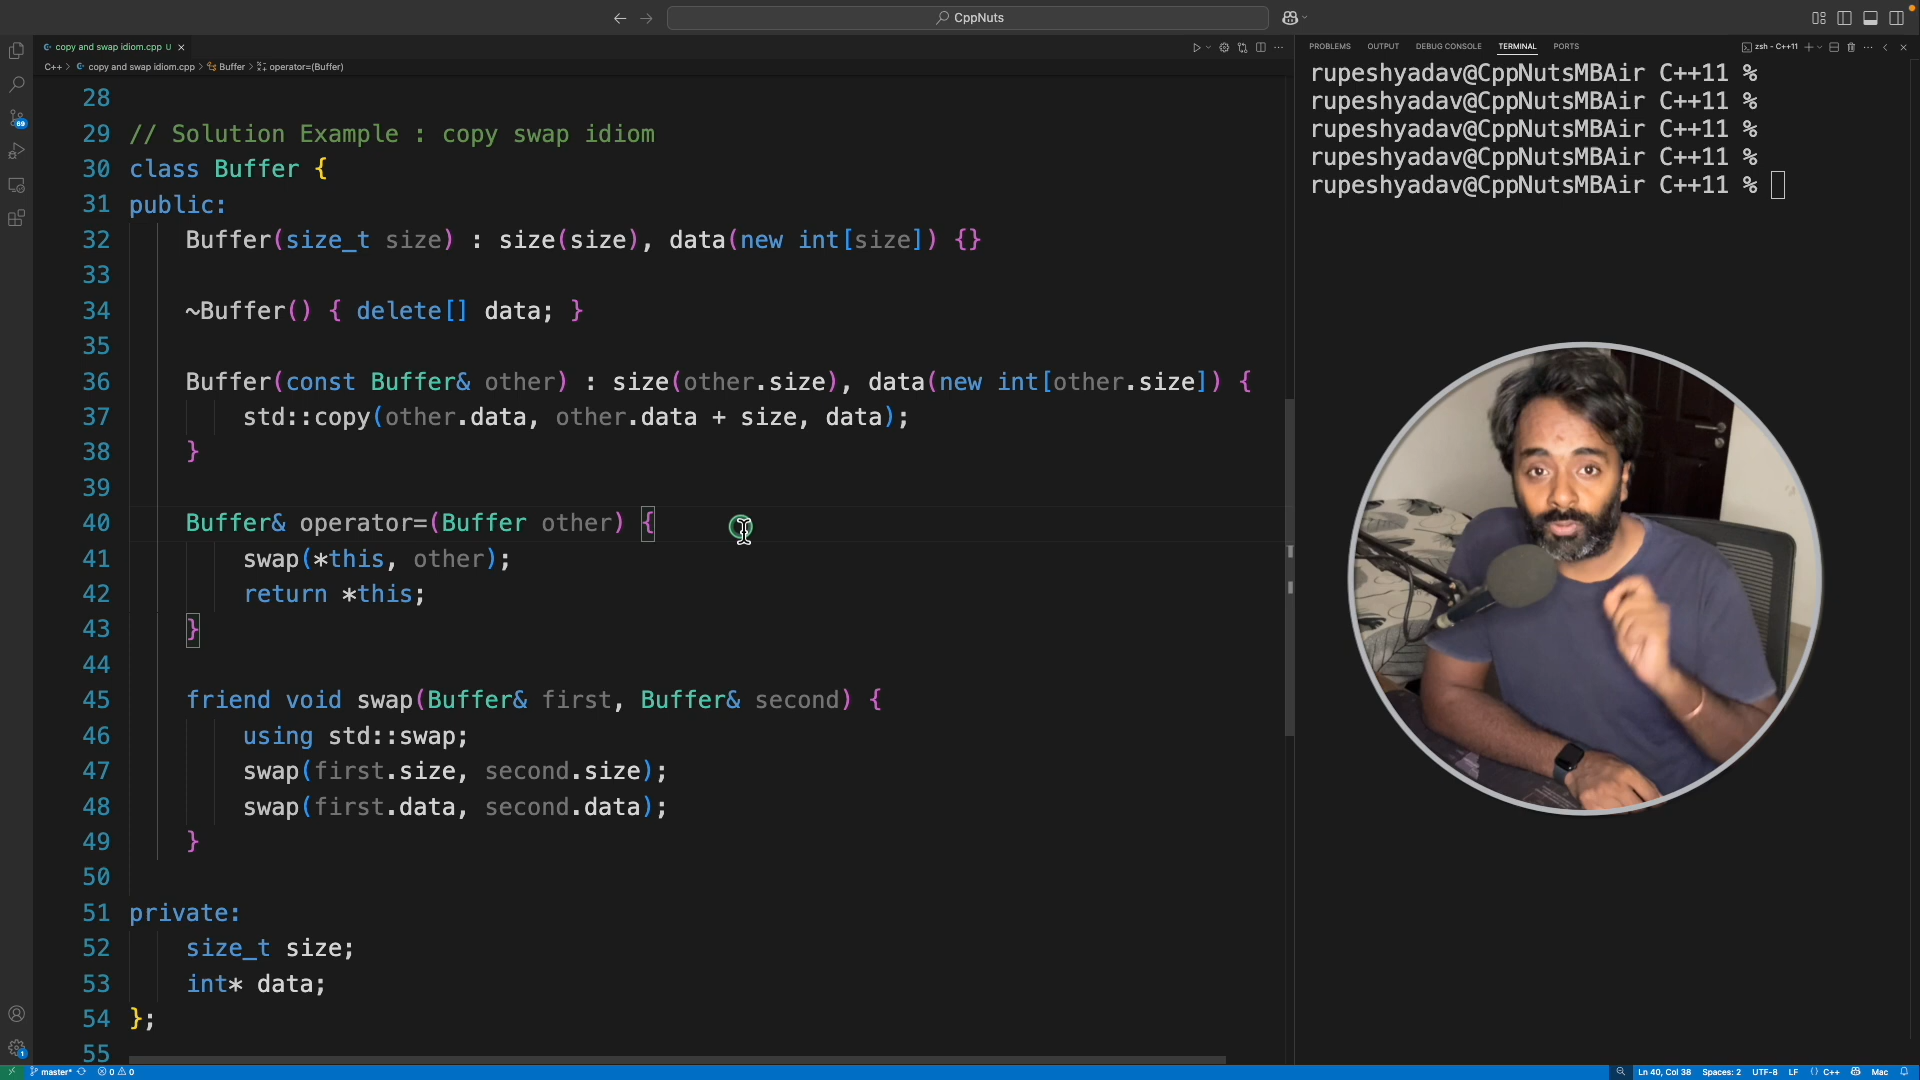 CppNuts
copy and swap idiom.cpp U
C++ > copy and swap idiom.cpp > Buffer > operator=(Buffer)
28
29 // Solution Example : copy swap idiom
30 class Buffer {
31 public:
32 Buffer(size_t size) : size(size), data(new int[size]) {}
33
34 ~Buffer() { delete[] data; }
35
36 Buffer(const Buffer& other) : size(other.size), data(new int[other.size]) {
37 std::copy(other.data, other.data + size, data);
38 }
39
40 Buffer& operator=(Buffer other) {
41 swap(*this, other);
42 return *this;
43 }
44
45 friend void swap(Buffer& first, Buffer& second) {
46 using std::swap;
47 swap(first.size, second.size);
48 swap(first.data, second.data);
49 }
50
51 private:
52 size_t size;
53 int* data;
54 };
55
PROBLEMS OUTPUT DEBUG CONSOLE TERMINAL PORTS
zsh - C++11
rupeshyadav@CppNutsMBAir C++11 %
rupeshyadav@CppNutsMBAir C++11 %
rupeshyadav@CppNutsMBAir C++11 %
rupeshyadav@CppNutsMBAir C++11 %
rupeshyadav@CppNutsMBAir C++11 %
69
1
master* 0 0
Ln 40, Col 38 Spaces: 2 UTF-8 LF {} C++ Mac